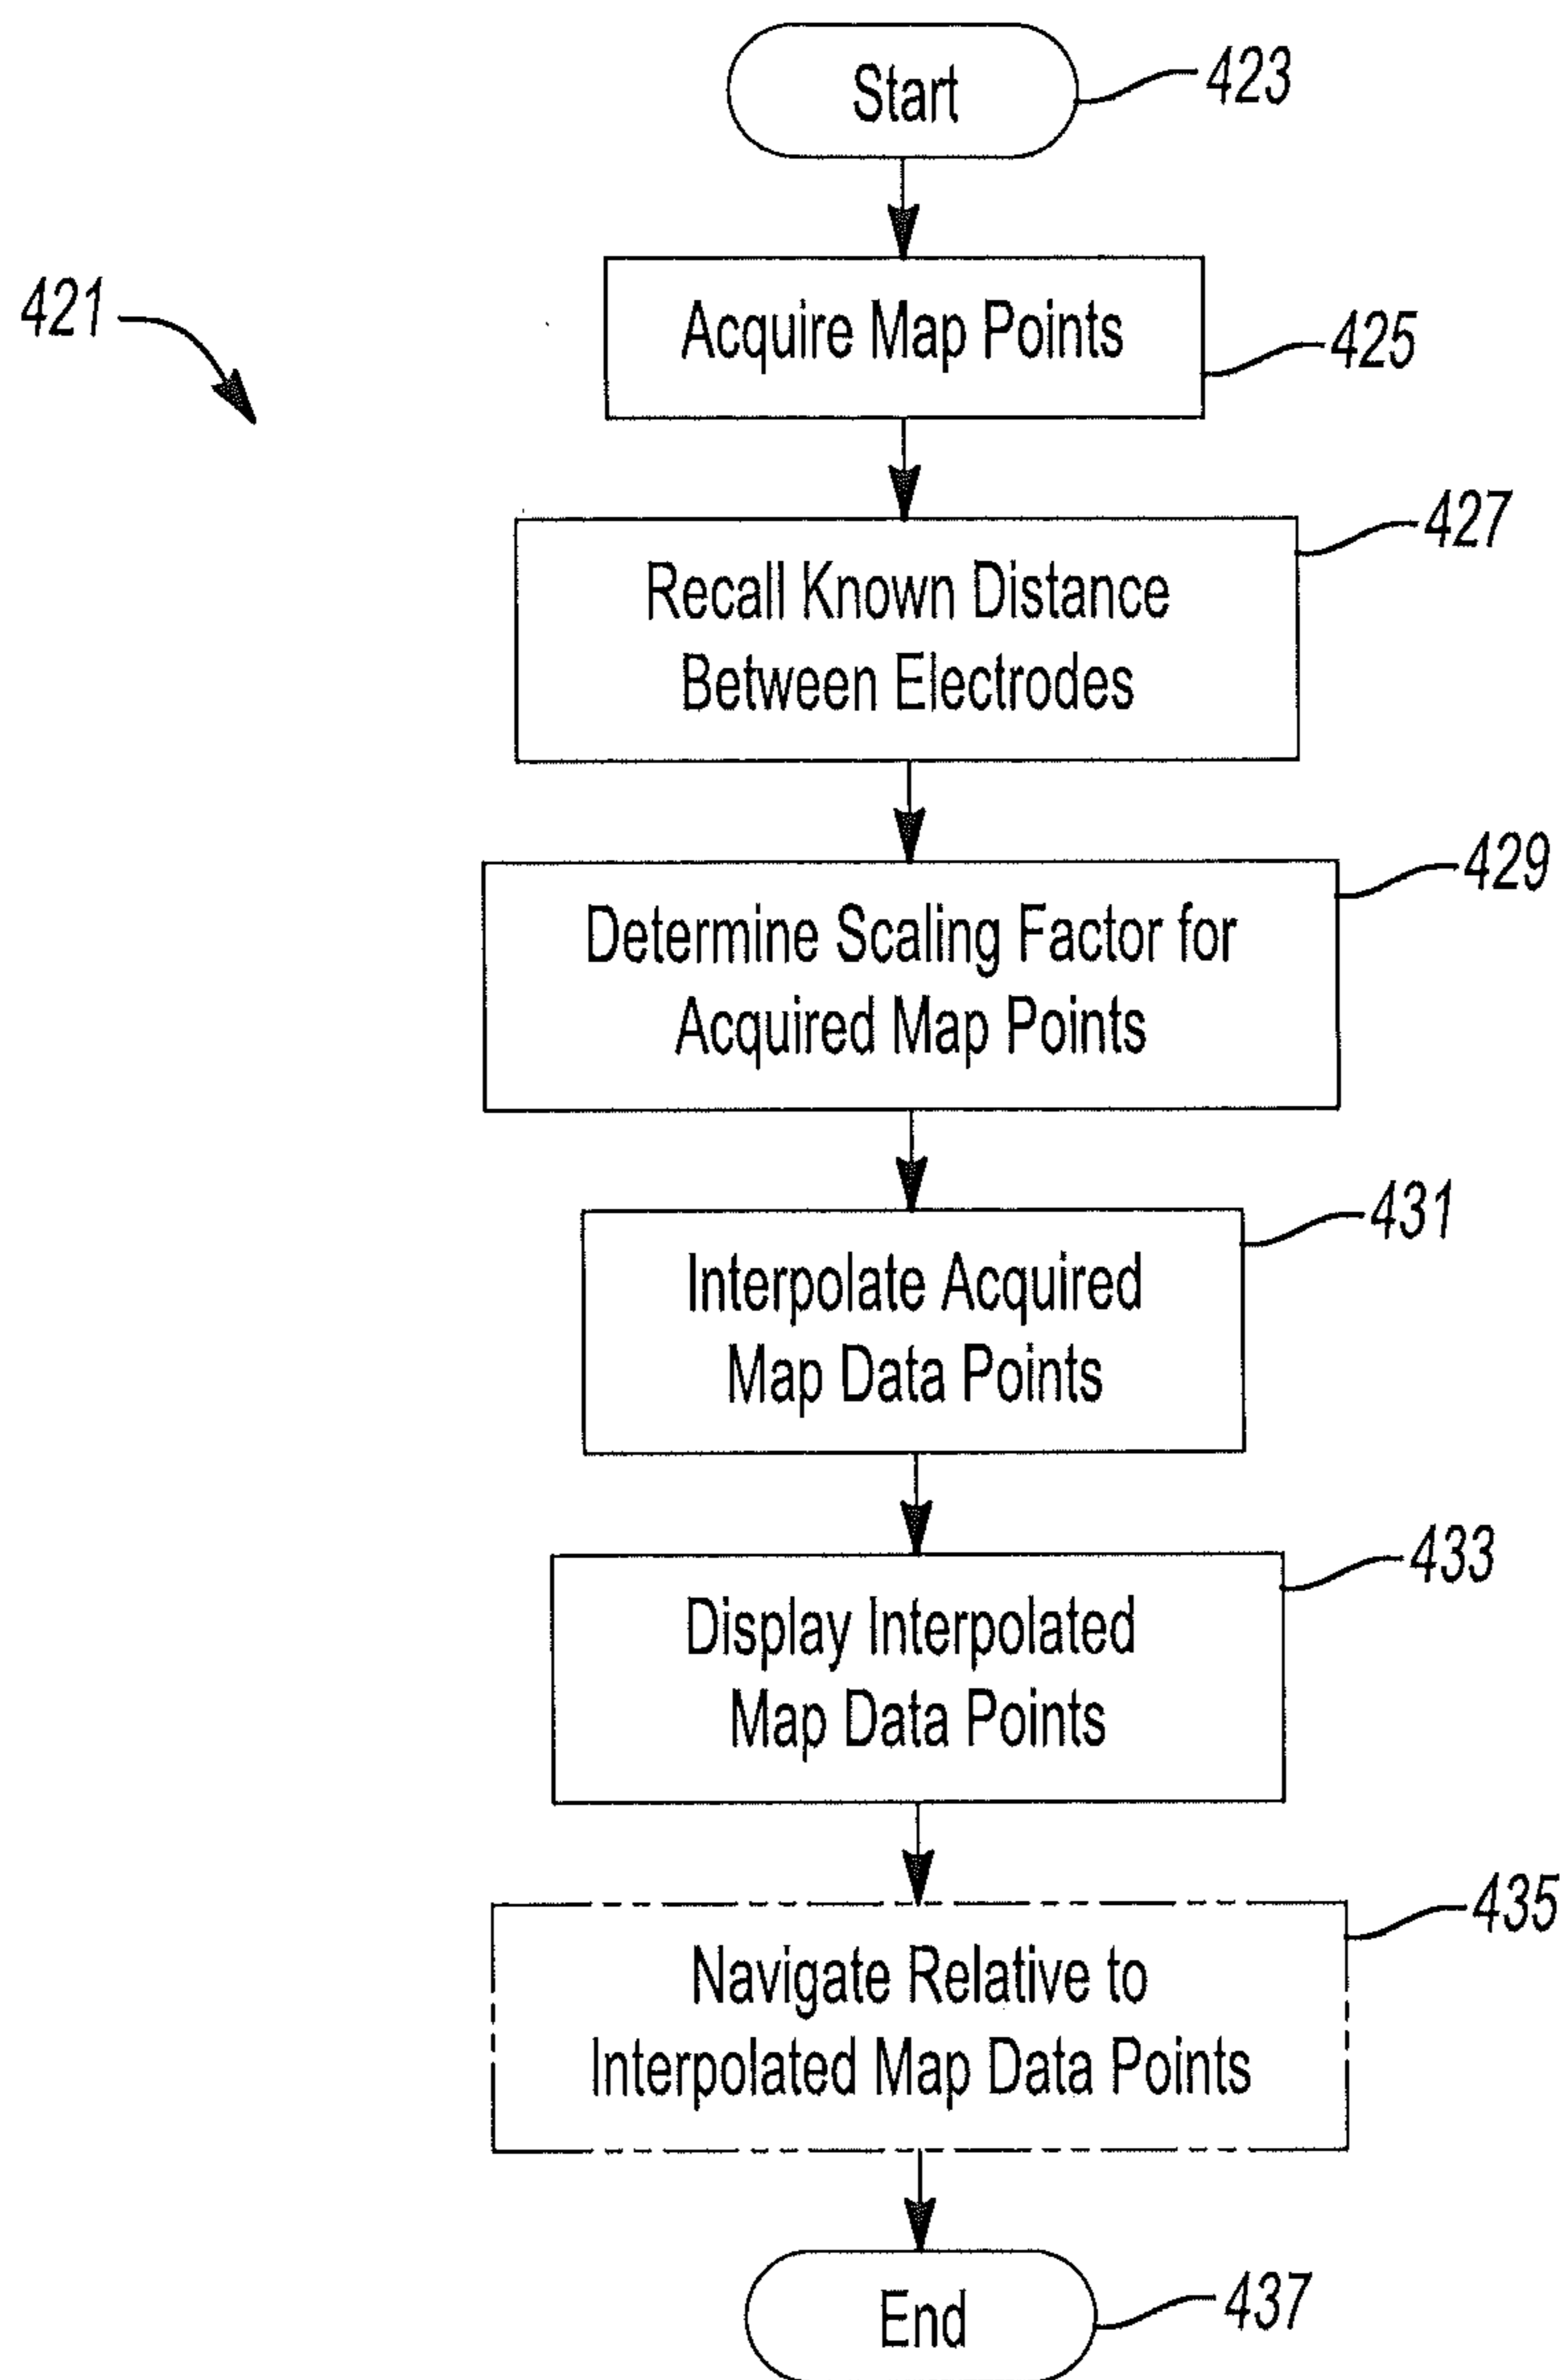 Start
423
421
Acquire Map Points
425
Recall Known Distance
Between Electrodes
427
Determine Scaling Factor for
Acquired Map Points
429
Interpolate Acquired
Map Data Points
431
Display Interpolated
Map Data Points
433
Navigate Relative to
Interpolated Map Data Points
435
End
437